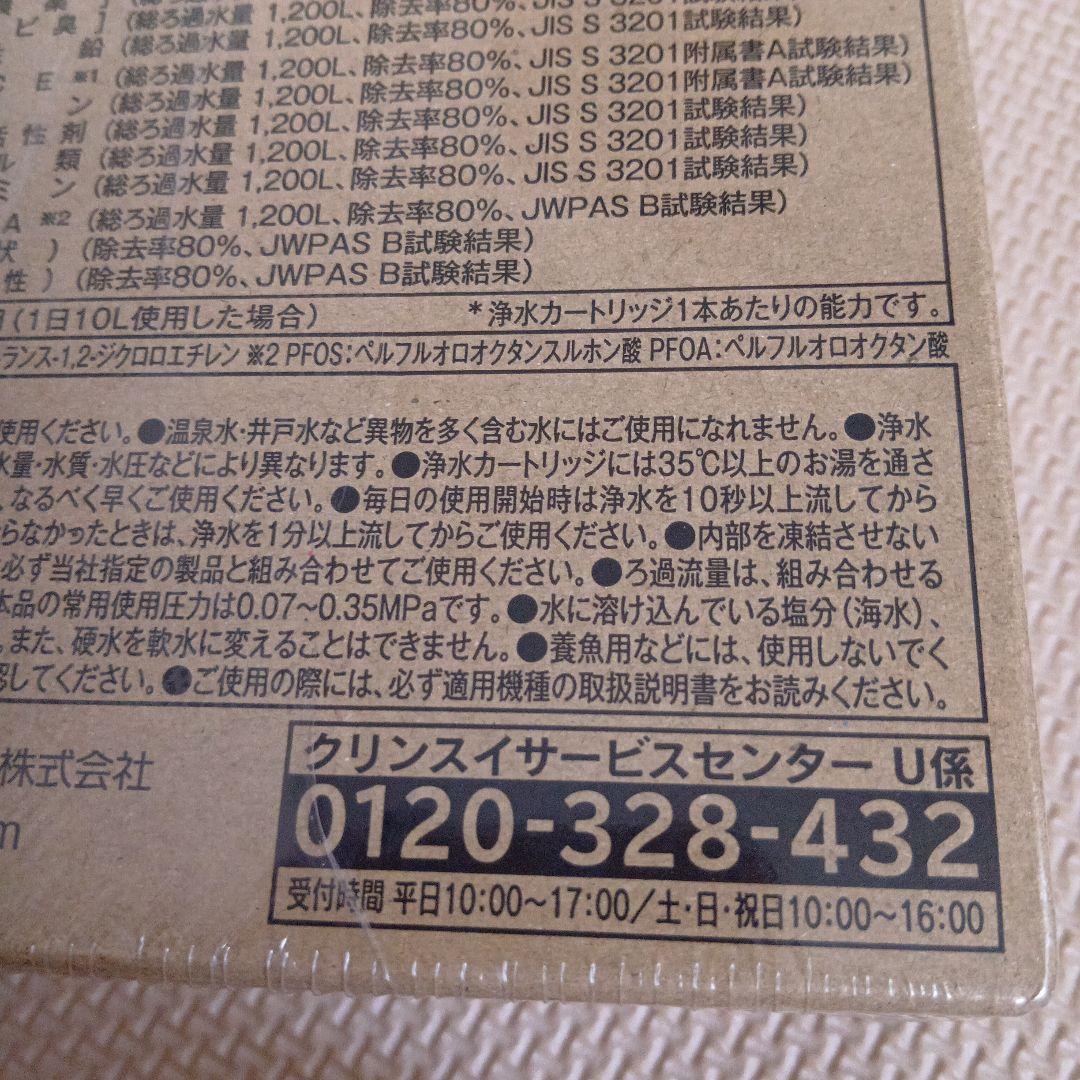 農 薬 ］（総ろ過水量 1,200L、除去率80%、JIS S 3201試験結果）
ビ 臭 ］（総ろ過水量 1,200L、除去率80%、JIS S 3201試験結果）
鉛（総ろ過水量 1,200L、除去率80%、JIS S 3201附属書A試験結果）
C E ※1（総ろ過水量 1,200L、除去率80%、JIS S 3201附属書A試験結果）
ン（総ろ過水量 1,200L、除去率80%、JIS S 3201試験結果）
活 性 剤（総ろ過水量 1,200L、除去率80%、JIS S 3201試験結果）
ル 類（総ろ過水量 1,200L、除去率80%、JIS S 3201試験結果）
ミ ン（総ろ過水量 1,200L、除去率80%、JIS S 3201試験結果）
A ※2（総ろ過水量 1,200L、除去率80%、JWPAS B試験結果）
状 ）（除去率80%、JWPAS B試験結果）
性 ）（除去率80%、JWPAS B試験結果）
（1日10L使用した場合） *浄水カートリッジ1本あたりの能力です。
ランス-1,2-ジクロロエチレン ※2 PFOS：ペルフルオロオクタンスルホン酸 PFOA：ペルフルオロオクタン酸
使用ください。●温泉水・井戸水など異物を多く含む水にはご使用になれません。●浄水
水量・水質・水圧などにより異なります。●浄水カートリッジには35℃以上のお湯を通さ
、なるべく早くご使用ください。●毎日の使用開始時は浄水を10秒以上流してから
らなかったときは、浄水を1分以上流してからご使用ください。●内部を凍結させない
必ず当社指定の製品と組み合わせてご使用ください。●ろ過流量は、組み合わせる
本品の常用使用圧力は0.07〜0.35MPaです。●水に溶け込んでいる塩分（海水）、
。また、硬水を軟水に変えることはできません。●養魚用などには、使用しないでく
認してください。●ご使用の際には、必ず適用機種の取扱説明書をお読みください。
株式会社
m
クリンスイサービスセンター U係
0120-328-432
受付時間 平日10:00〜17:00／土・日・祝日10:00〜16:00